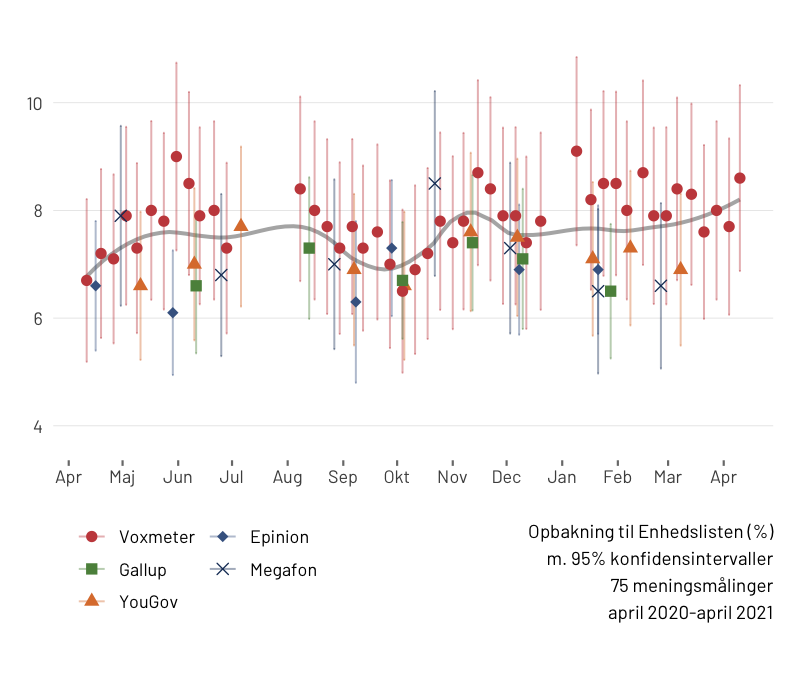 10
8
6
4
Apr Maj Jun Jul Aug Sep Okt Nov Dec Jan Feb Mar Apr
Voxmeter Epinion
Gallup Megafon
YouGov
Opbakning til Enhedslisten (%)
m. 95% konfidensintervaller
75 meningsmålinger
april 2020-april 2021